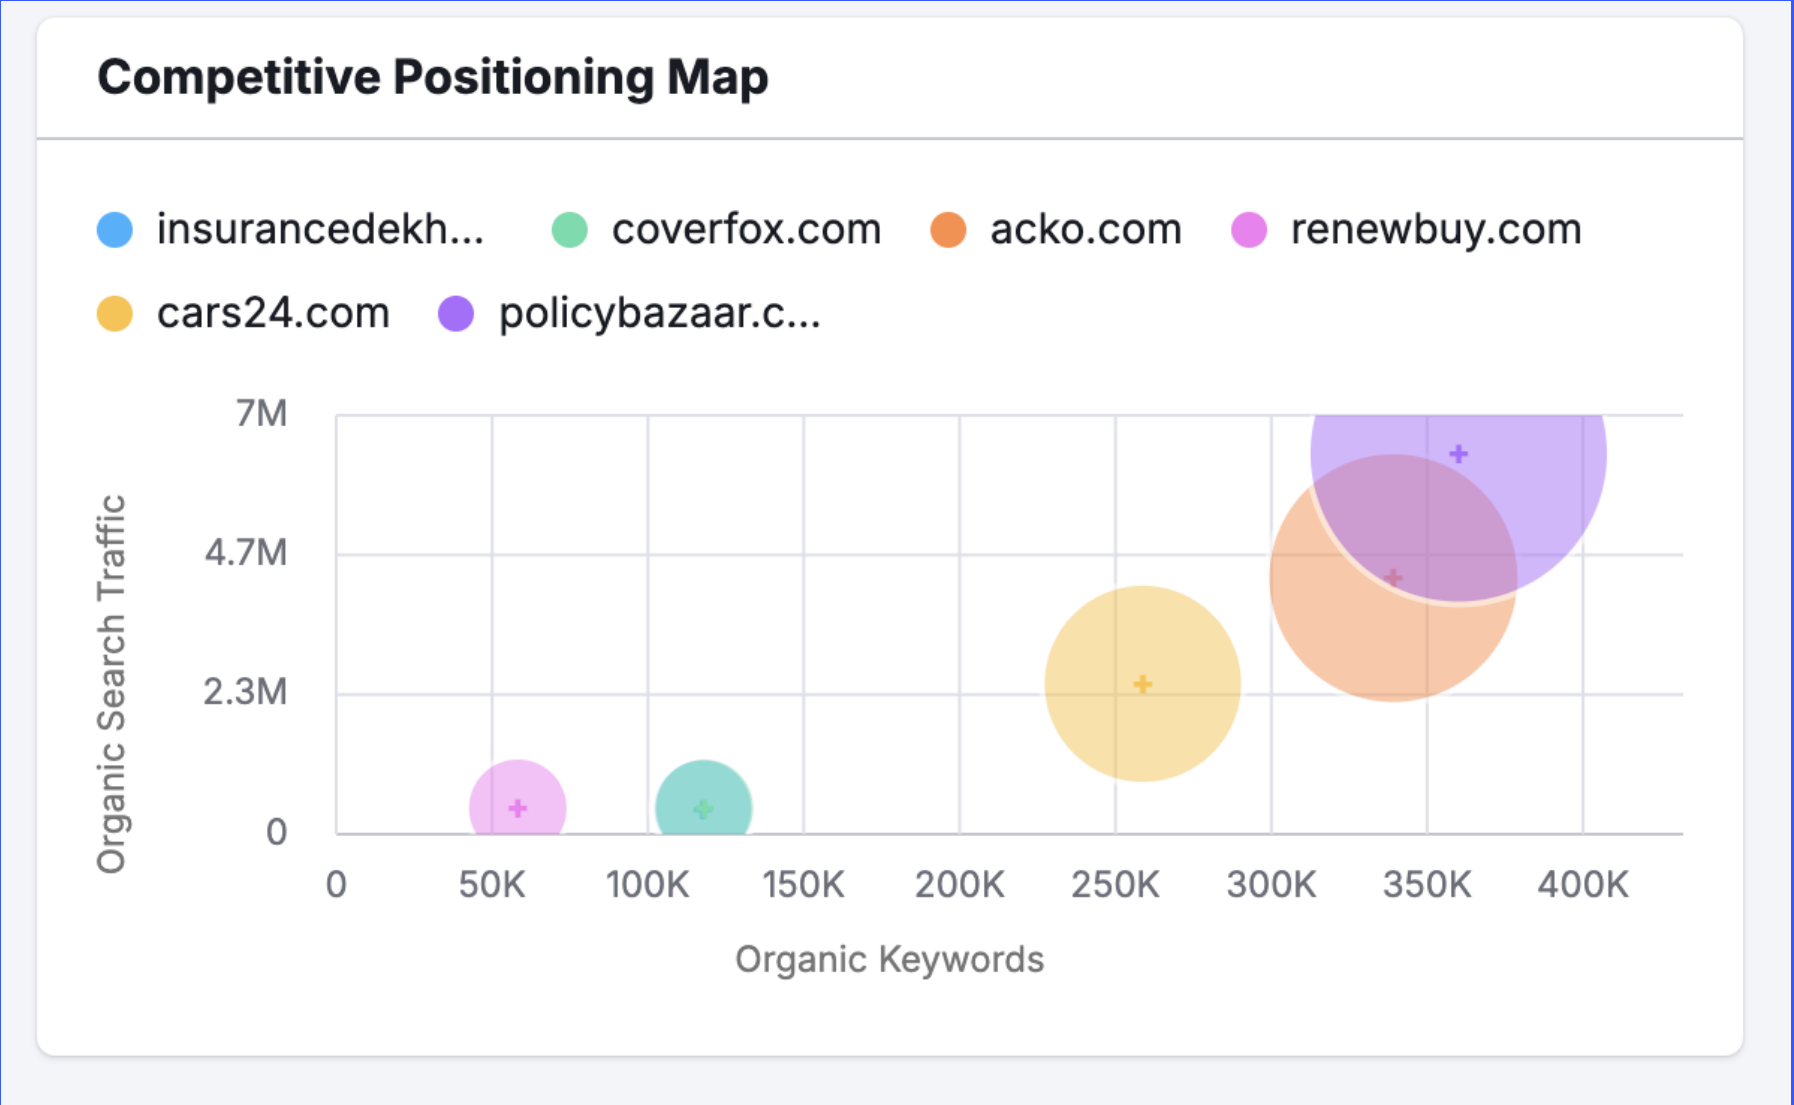 Competitive Positioning Map
insurancedekh... coverfox.com acko.com renewbuy.com
cars24.com policybazaar.c...
7M
4.7M
2.3M
0
Organic Search Traffic
0 50K 100K 150K 200K 250K 300K 350K 400K
Organic Keywords